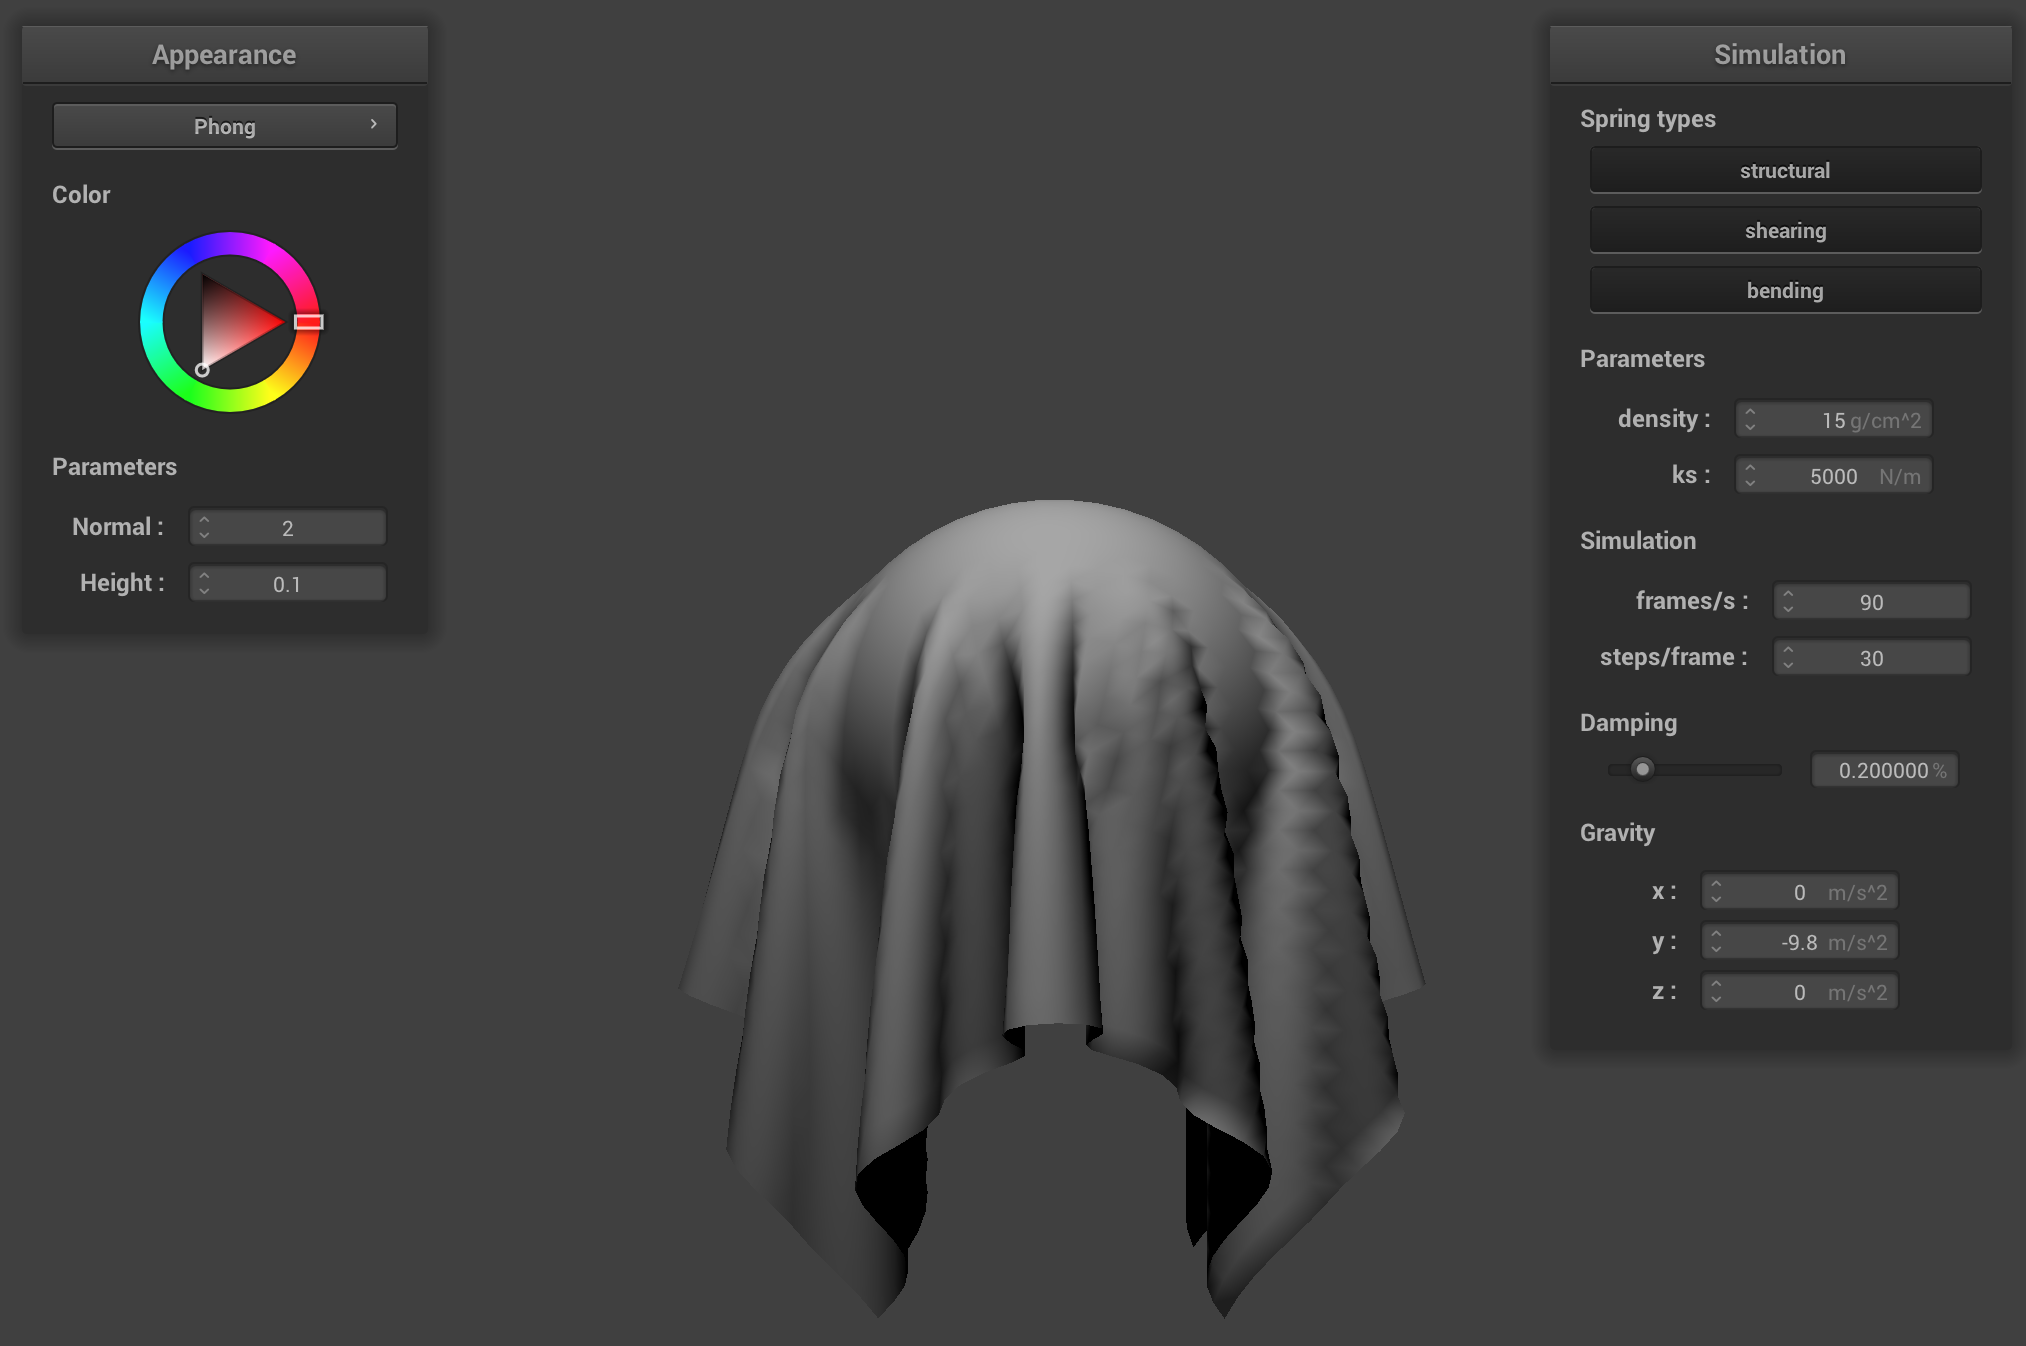 Appearance
Phong
Color
Parameters
Normal : 2
Height : 0.1
Simulation
Spring types
structural
shearing
bending
Parameters
density : 15 g/cm^2
ks : 5000 N/m
Simulation
frames/s : 90
steps/frame : 30
Damping
0.200000 %
Gravity
x : 0 m/s^2
y : -9.8 m/s^2
z : 0 m/s^2